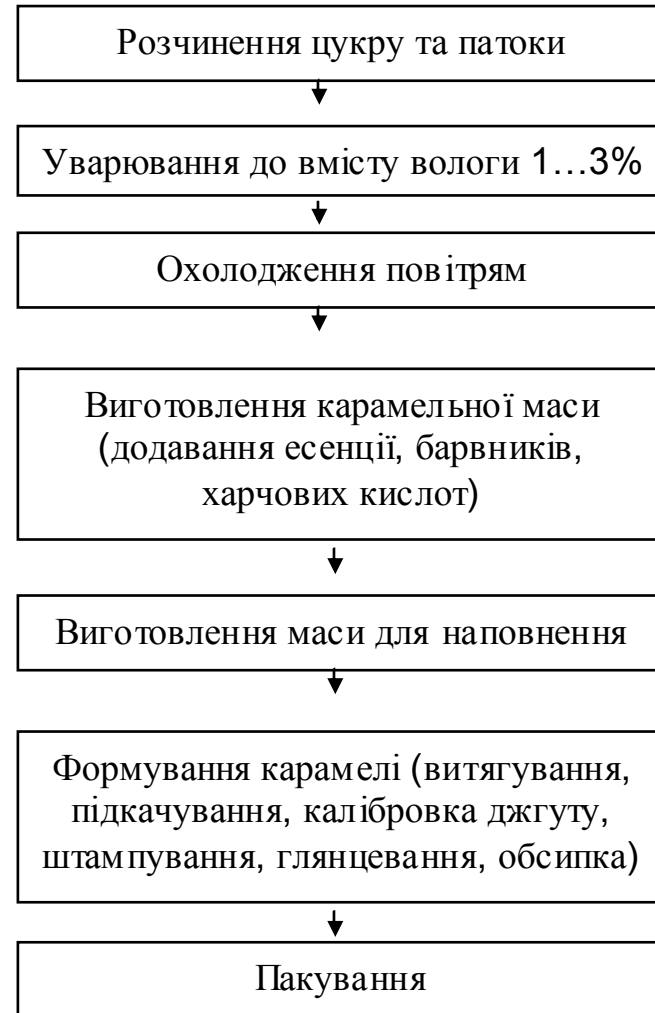 Розчинення цукру та патоки
Уварювання до вмісту вологи 1…3%
Охолодження повітрям
Виготовлення карамельної маси
(додавання есенції, барвників,
харчових кислот)
Виготовлення маси для наповнення
Формування карамелі (витягування,
підкачування, калібровка джгуту,
штампування, глянцевання, обсипка)
Пакування